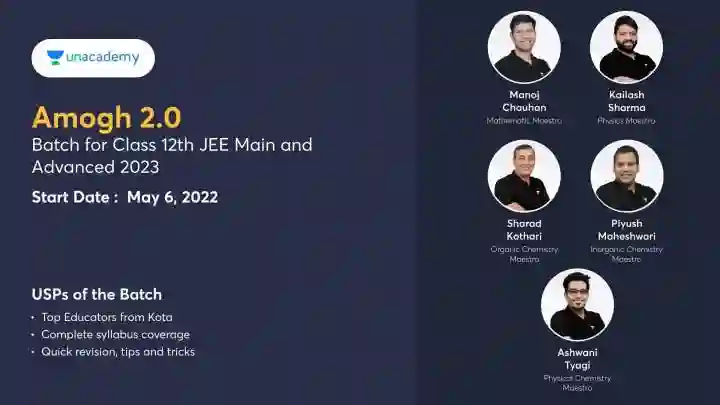 unacademy
Amogh 2.0
Batch for Class 12th JEE Main and
Advanced 2023
Start Date : May 6, 2022
USPs of the Batch
• Top Educators from Kota
• Complete syllabus coverage
• Quick revision, tips and tricks
Manoj
Chauhan
Mathematic Maestro
Kailash
Sharma
Physics Maestro
Sharad
Kothari
Organic Chemistry
Maestro
Piyush
Maheshwari
Inorganic Chemistry
Maestro
Ashwani
Tyagi
Physical Chemistry
Maestro